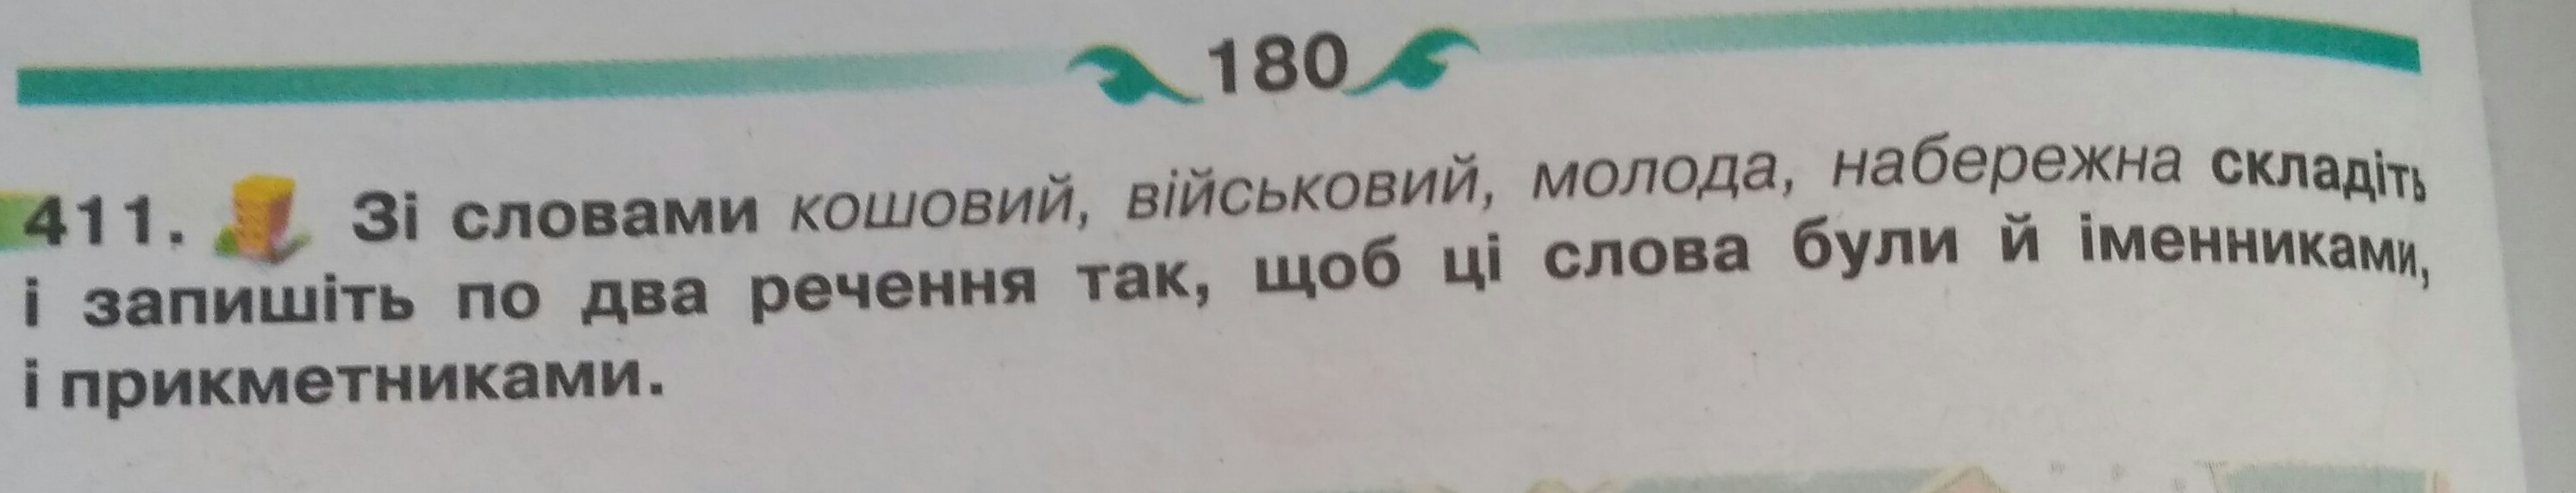 180
411. Зі словами кошовий, військовий, молода, набережна складіть
і запишіть по два речення так, щоб ці слова були й іменниками,
і прикметниками.